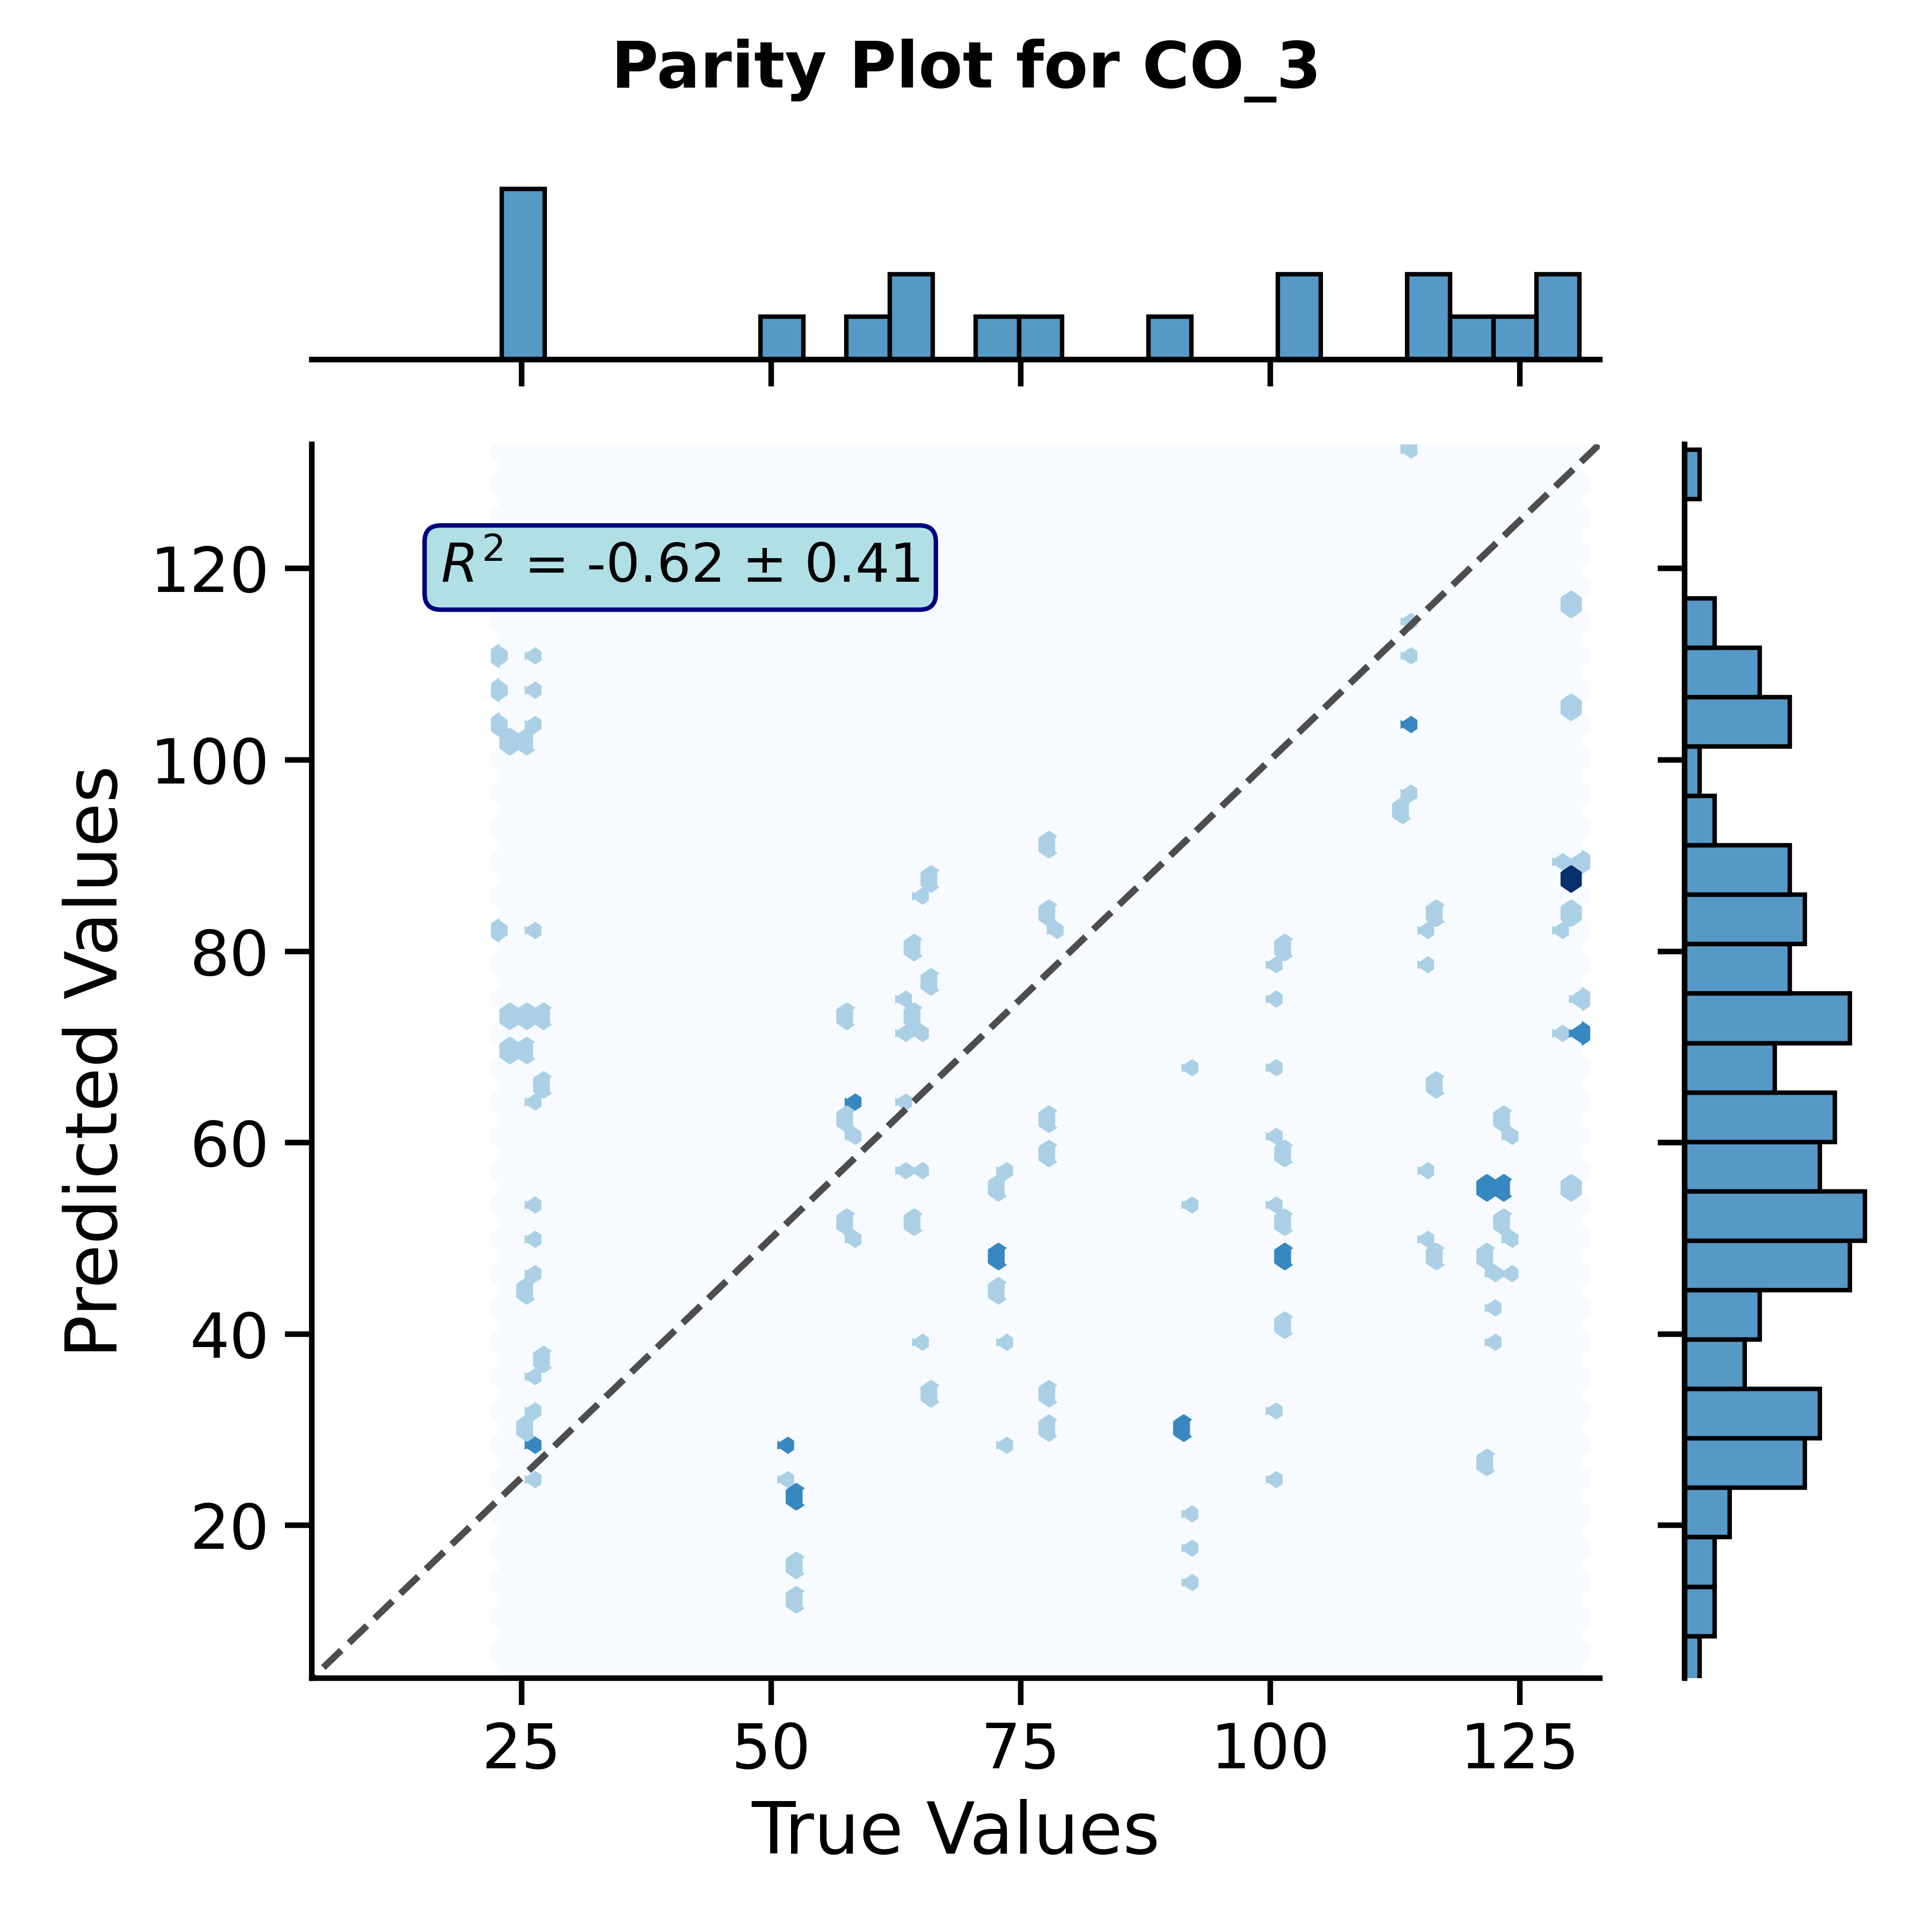 Parity Plot for CO_3
R² = -0.62 ± 0.41
120
100
80
60
40
20
Predicted Values
25 50 75 100 125
True Values